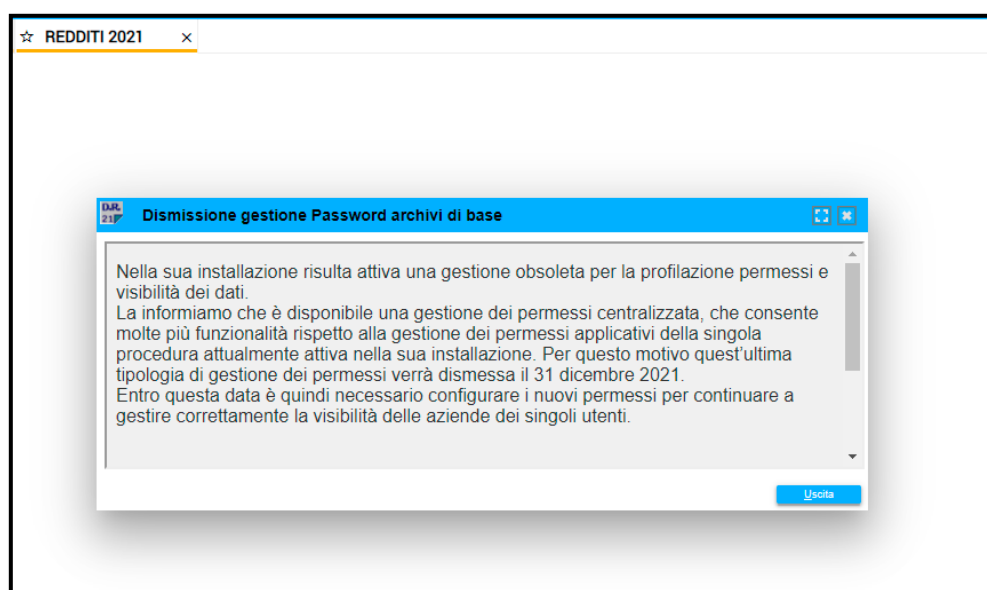 REDDITI 2021
D.R.
21
Dismissione gestione Password archivi di base
Nella sua installazione risulta attiva una gestione obsoleta per la profilazione permessi e
visibilità dei dati.
La informiamo che è disponibile una gestione dei permessi centralizzata, che consente
molte più funzionalità rispetto alla gestione dei permessi applicativi della singola
procedura attualmente attiva nella sua installazione. Per questo motivo quest'ultima
tipologia di gestione dei permessi verrà dismessa il 31 dicembre 2021.
Entro questa data è quindi necessario configurare i nuovi permessi per continuare a
gestire correttamente la visibilità delle aziende dei singoli utenti.
Uscita